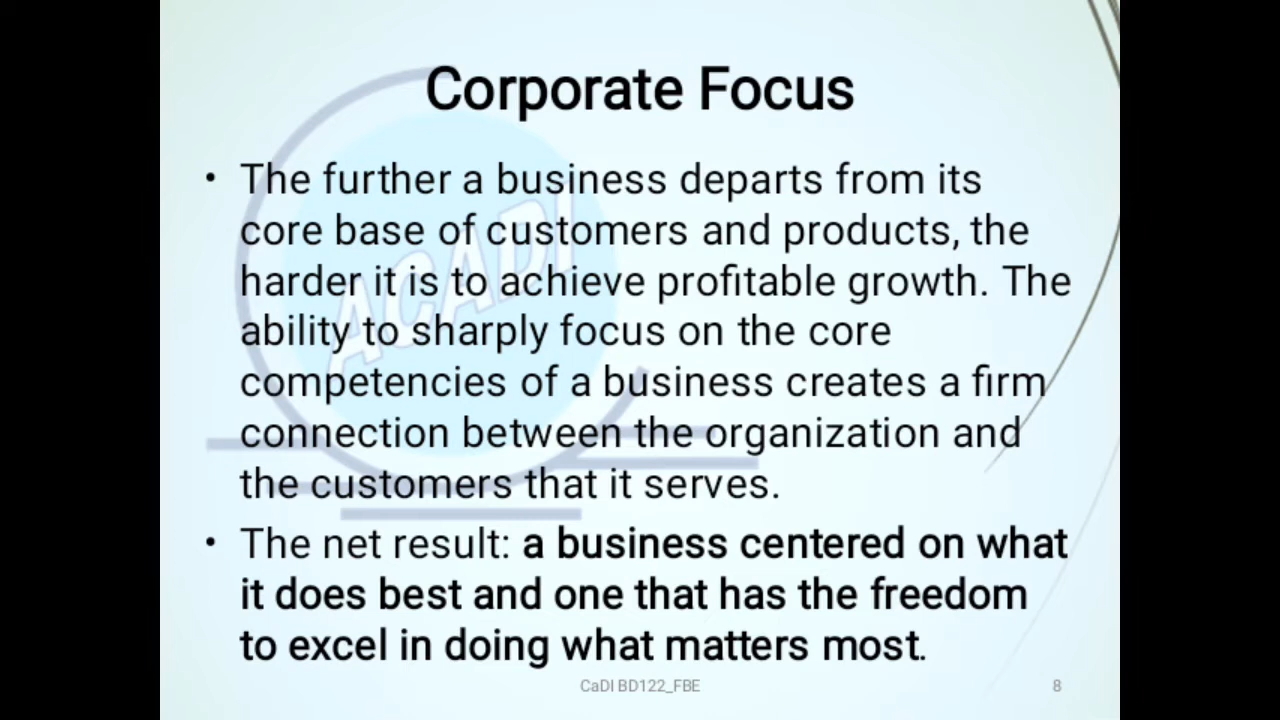 Corporate Focus
• The further a business departs from its
core base of customers and products, the
harder it is to achieve profitable growth. The
ability to sharply focus on the core
competencies of a business creates a firm
connection between the organization and
the customers that it serves.
• The net result: a business centered on what
it does best and one that has the freedom
to excel in doing what matters most.
ACADI
CaDI BD122_FBE
8